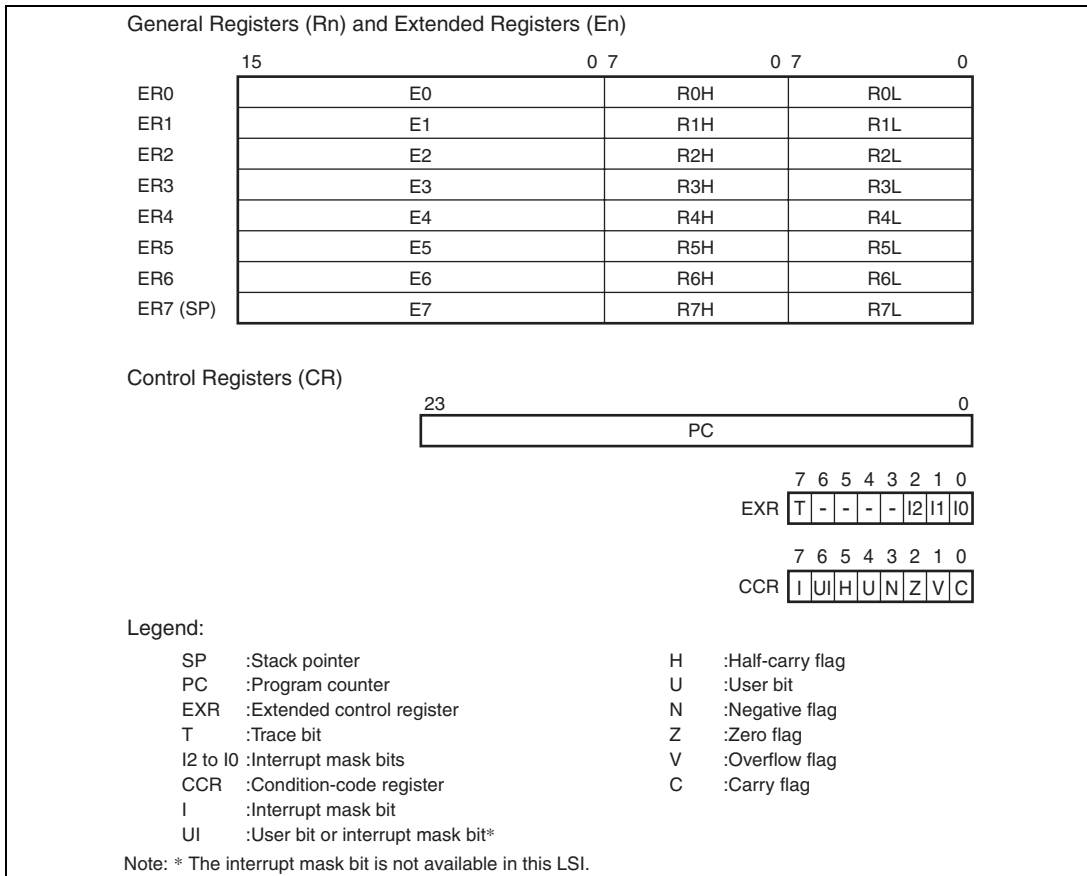 General Registers (Rn) and Extended Registers (En)
15 0 7 0 7 0
ER0 E0 R0H R0L
ER1 E1 R1H R1L
ER2 E2 R2H R2L
ER3 E3 R3H R3L
ER4 E4 R4H R4L
ER5 E5 R5H R5L
ER6 E6 R6H R6L
ER7 (SP) E7 R7H R7L
Control Registers (CR)
23 0
PC
7 6 5 4 3 2 1 0
EXR T - - - - I2 I1 I0
7 6 5 4 3 2 1 0
CCR I UI H U N Z V C
Legend:
SP :Stack pointer
PC :Program counter
EXR :Extended control register
T :Trace bit
I2 to I0 :Interrupt mask bits
CCR :Condition-code register
I :Interrupt mask bit
UI :User bit or interrupt mask bit*
H :Half-carry flag
U :User bit
N :Negative flag
Z :Zero flag
V :Overflow flag
C :Carry flag
Note: * The interrupt mask bit is not available in this LSI.